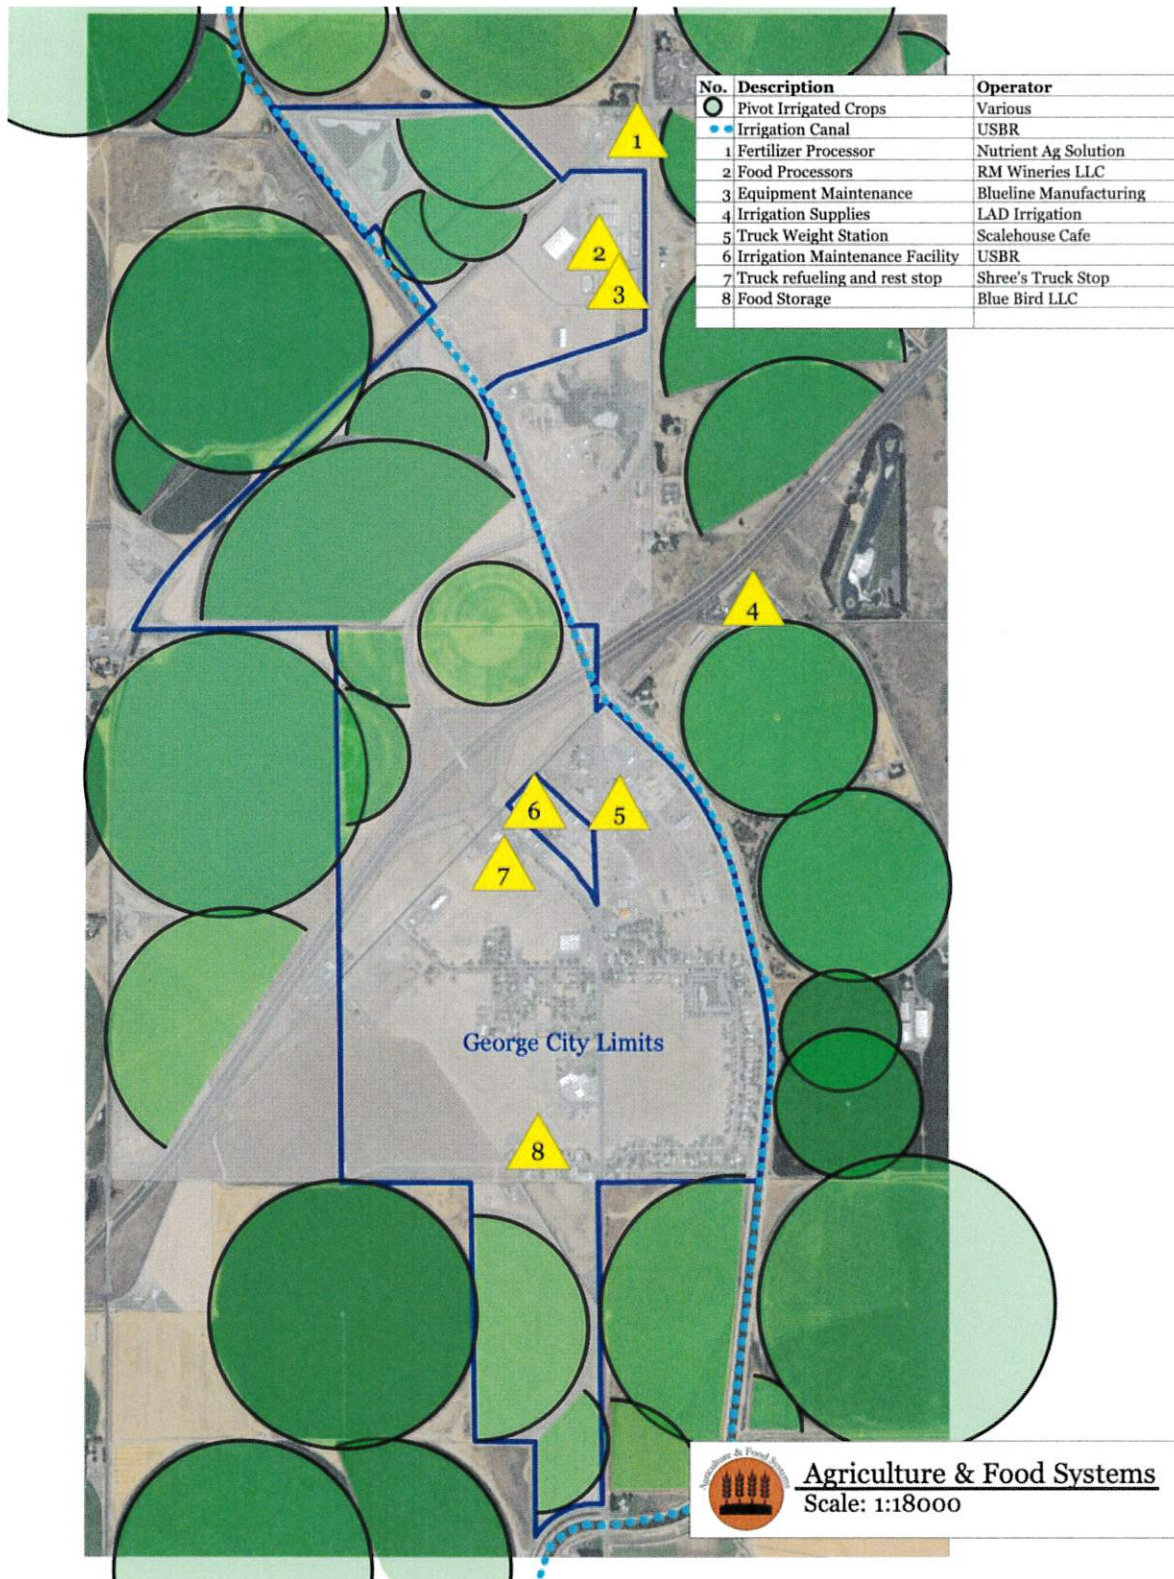 No. Description Operator
Pivot Irrigated Crops Various
Irrigation Canal USBR
1 Fertilizer Processor Nutrient Ag Solution
2 Food Processors RM Wineries LLC
3 Equipment Maintenance Blueline Manufacturing
4 Irrigation Supplies LAD Irrigation
5 Truck Weight Station Scalehouse Cafe
6 Irrigation Maintenance Facility USBR
7 Truck refueling and rest stop Shree's Truck Stop
8 Food Storage Blue Bird LLC
1
2
3
4
6
5
7
George City Limits
8
Agriculture & Food Systems
Agriculture & Food Systems
Scale: 1:18000